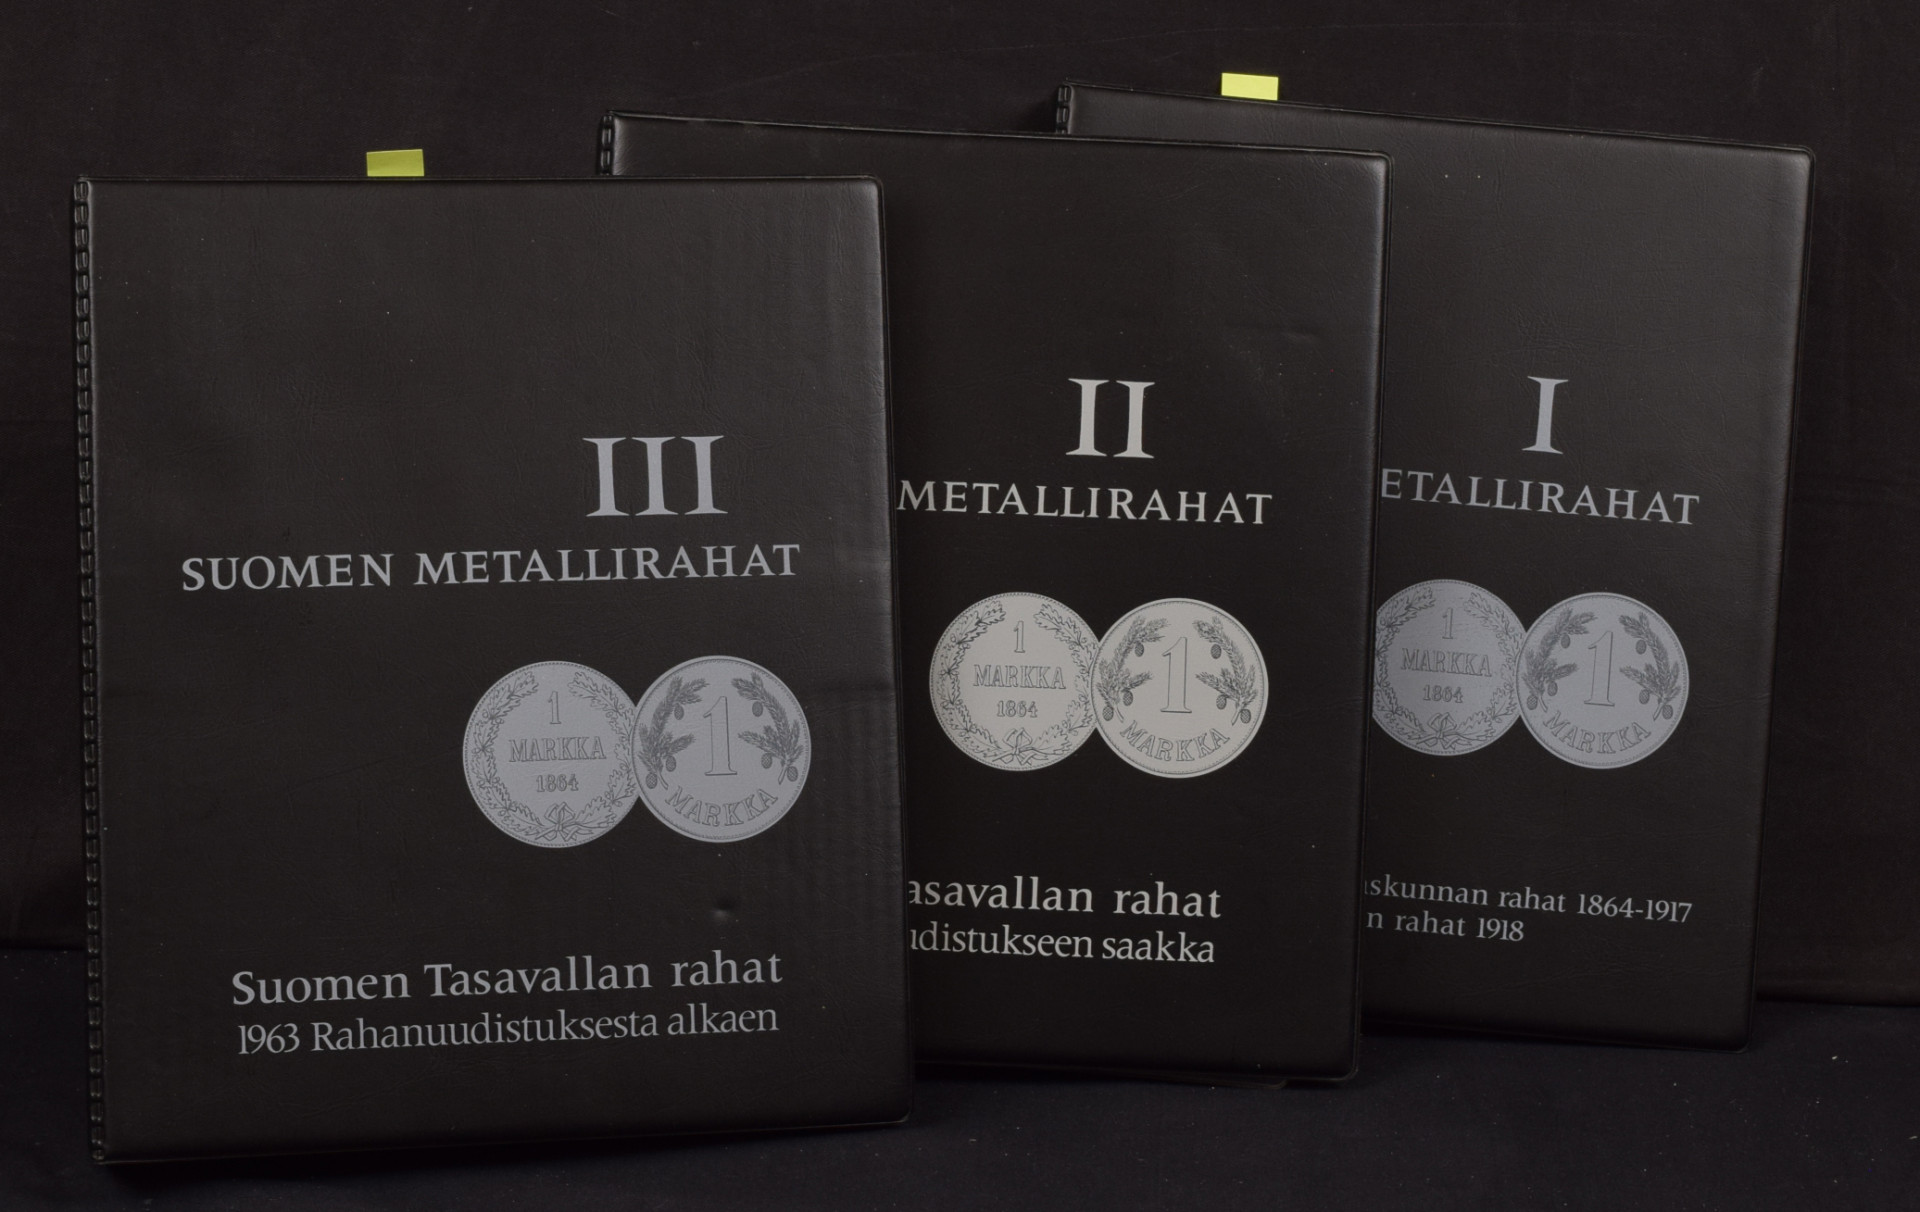 III
SUOMEN METALLIRAHAT
1
MARKKA
1864
1
MARKKA
Suomen Tasavallan rahat
1963 Rahanuudistuksesta alkaen
II
METALLIRAHAT
1
MARKKA
1864
1
MARKKA
asavallan rahat
udistukseen saakka
I
ETALLIRAHAT
1
MARKKA
1864
1
MARKKA
skunnan rahat 1864-1917
n rahat 1918